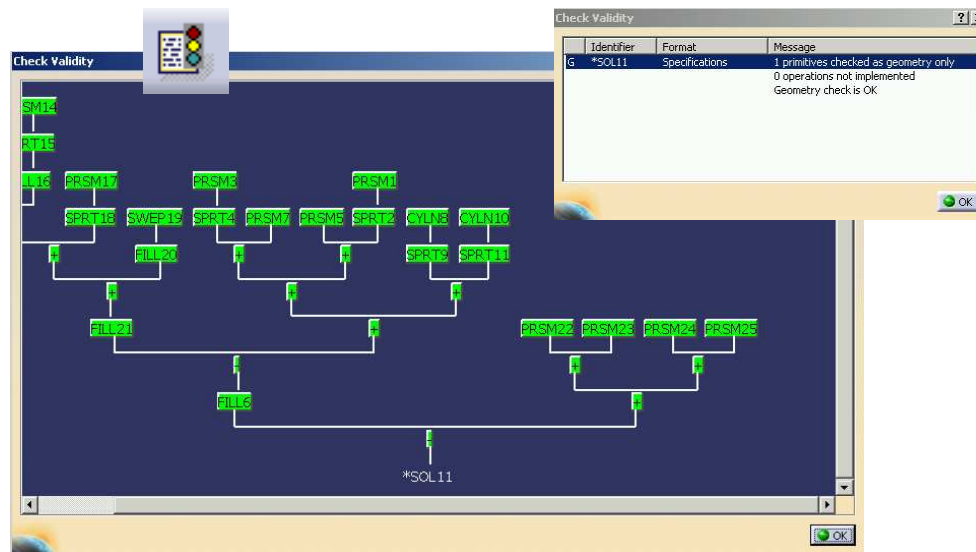 Check Validity
Identifier Format Message
G *SOL11 Specifications 1 primitives checked as geometry only
0 operations not implemented
Geometry check is OK
OK
Check Validity
SM14
RT15
LL16 PRSM17 PRSM3 PRSM1
SPRT18 SWEP19 SPRT4 PRSM7 PRSM5 SPRT2 CYLN8 CYLN10
+ FILL20 + + SPRT9 SPRT11
+ + +
FILL21 + PRSM22 PRSM23 PRSM24 PRSM25
- + +
FILL6 +
-
*SOL11
OK